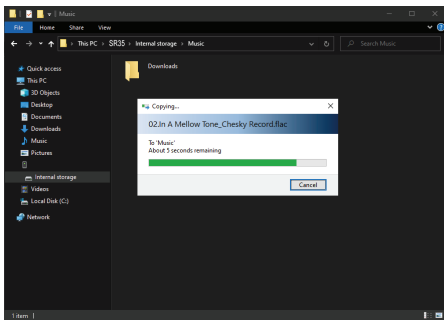 Music
File Home Share View
This PC > SR35 > Internal storage > Music
Search Music
Quick access
This PC
3D Objects
Desktop
Documents
Downloads
Music
Pictures
Internal storage
Videos
Local Disk (C:)
Network
Downloads
Copying...
02.In A Mellow Tone_Chesky Record.flac
To 'Music'
About 5 seconds remaining
Cancel
1 item